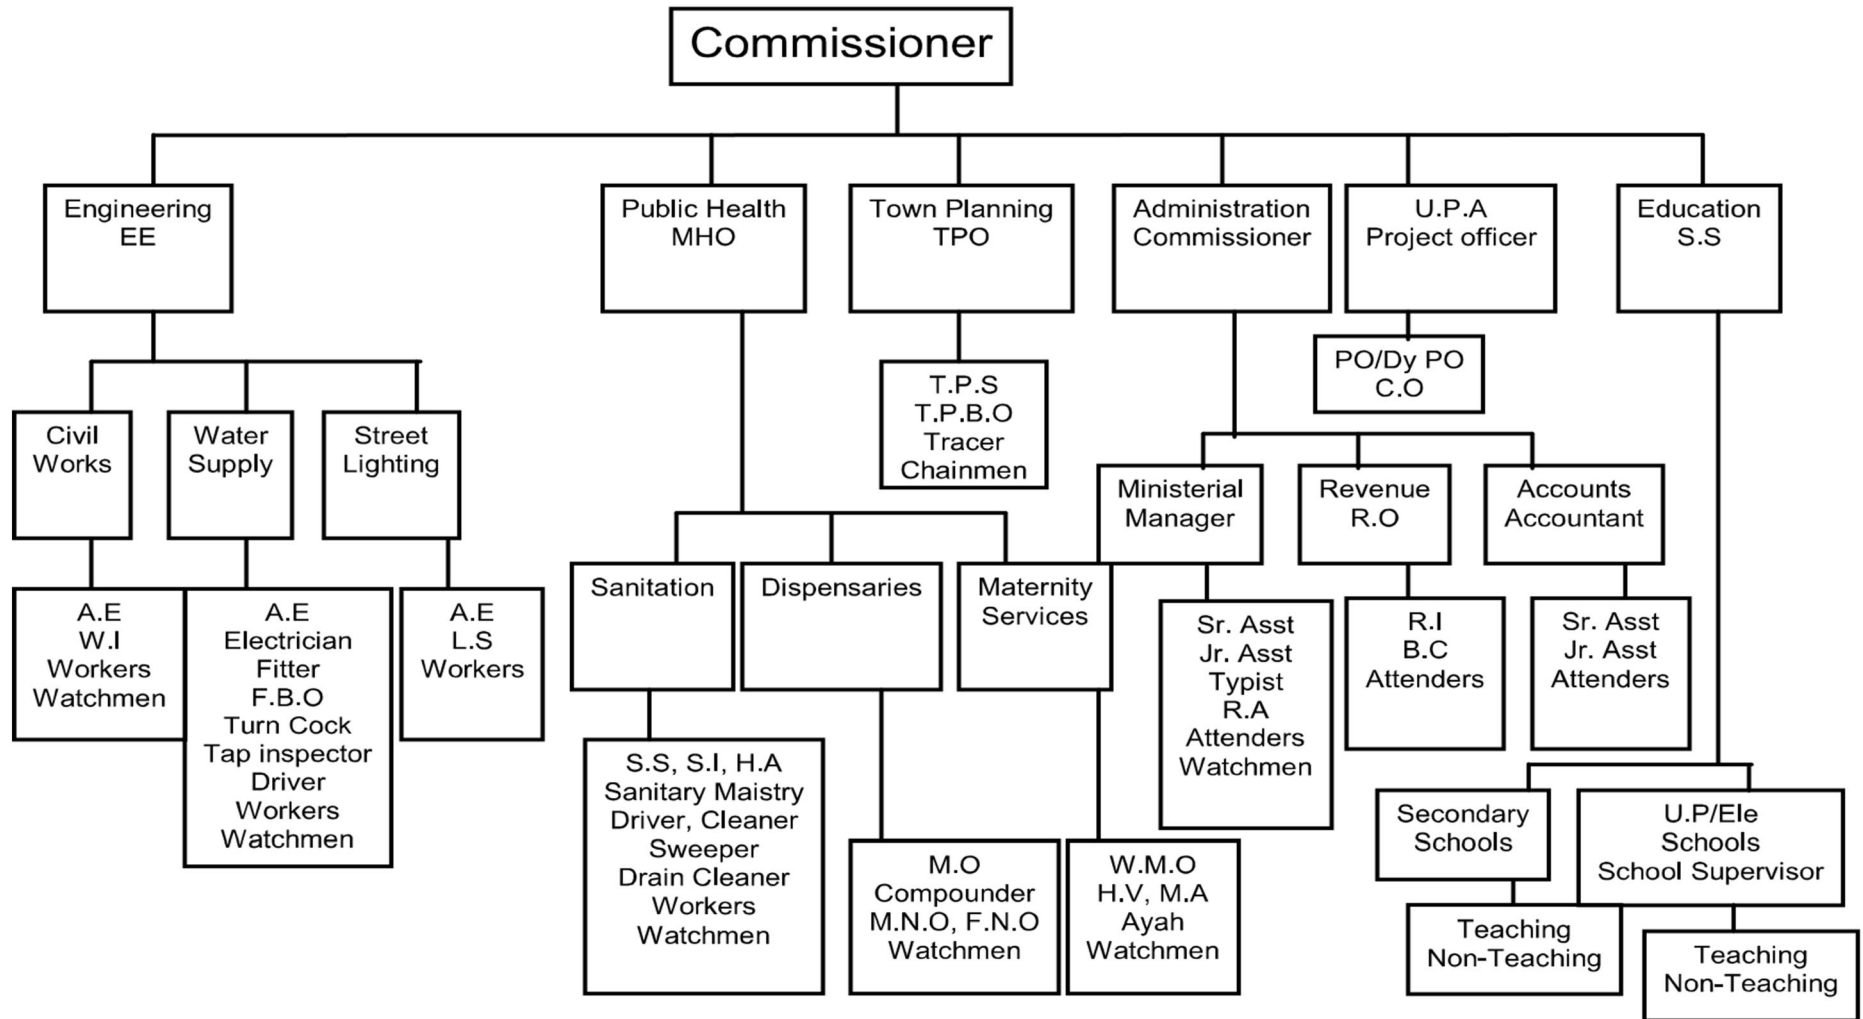 Commissioner
Engineering
EE
Public Health
MHO
Town Planning
TPO
Administration
Commissioner
U.P.A
Project officer
Education
S.S
PO/Dy PO
C.O
T.P.S
T.P.B.O
Tracer
Chainmen
Civil
Works
Water
Supply
Street
Lighting
Ministerial
Manager
Revenue
R.O
Accounts
Accountant
Sanitation
Dispensaries
Maternity
Services
A.E
W.I
Workers
Watchmen
A.E
Electrician
Fitter
F.B.O
Turn Cock
Tap inspector
Driver
Workers
Watchmen
A.E
L.S
Workers
Sr. Asst
Jr. Asst
Typist
R.A
Attenders
Watchmen
R.I
B.C
Attenders
Sr. Asst
Jr. Asst
Attenders
S.S, S.I, H.A
Sanitary Maistry
Driver, Cleaner
Sweeper
Drain Cleaner
Workers
Watchmen
M.O
Compounder
M.N.O, F.N.O
Watchmen
W.M.O
H.V, M.A
Ayah
Watchmen
Secondary
Schools
U.P/Ele
Schools
School Supervisor
Teaching
Non-Teaching
Teaching
Non-Teaching